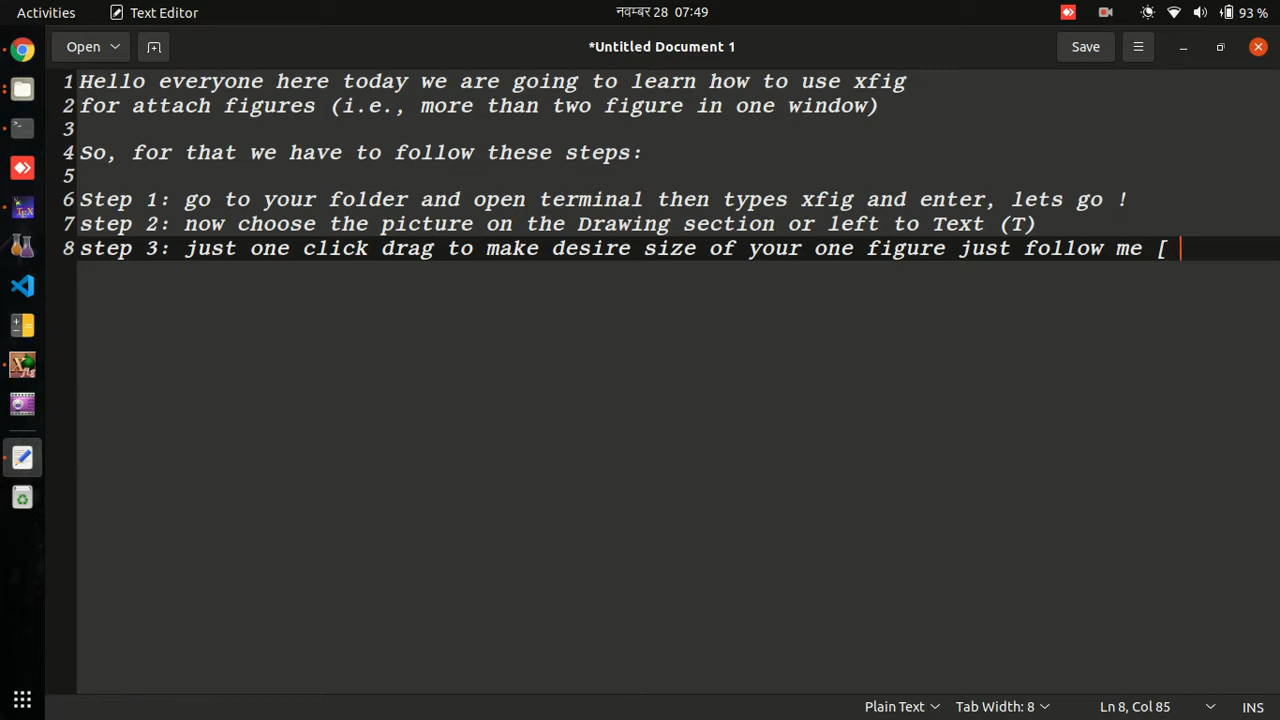 Activities Text Editor नवम्बर 28 07:49 93 %
Open *Untitled Document 1 Save
1 Hello everyone here today we are going to learn how to use xfig
2 for attach figures (i.e., more than two figure in one window)
3
4 So, for that we have to follow these steps:
5
6 Step 1: go to your folder and open terminal then types xfig and enter, lets go !
7 step 2: now choose the picture on the Drawing section or left to Text (T)
8 step 3: just one click drag to make desire size of your one figure just follow me [
Plain Text Tab Width: 8 Ln 8, Col 85 INS